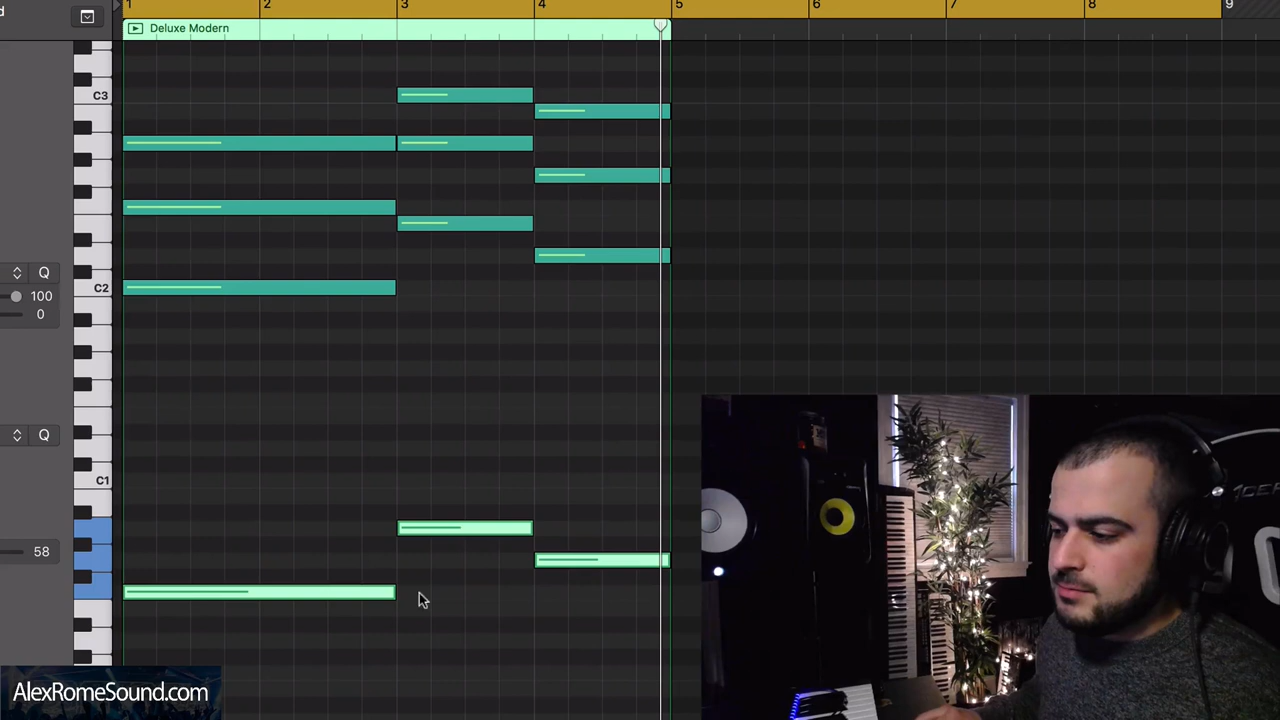 1 2 3 4 5 6 7 8 9
Deluxe Modern
C3
Q
100
C2
0
Q
C1
58
AlexRomeSound.com